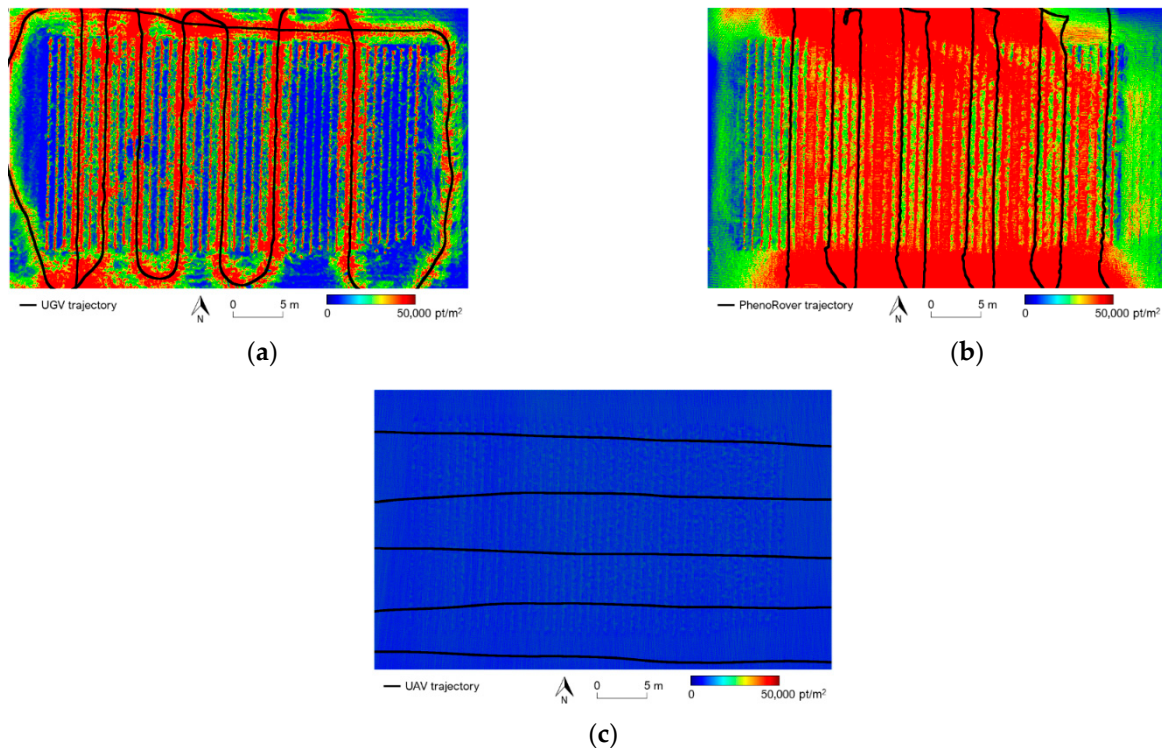 UGV trajectory N 0 5 m 0 50,000 pt/m²
(a)
PhenoRover trajectory N 0 5 m 0 50,000 pt/m²
(b)
UAV trajectory N 0 5 m 0 50,000 pt/m²
(c)